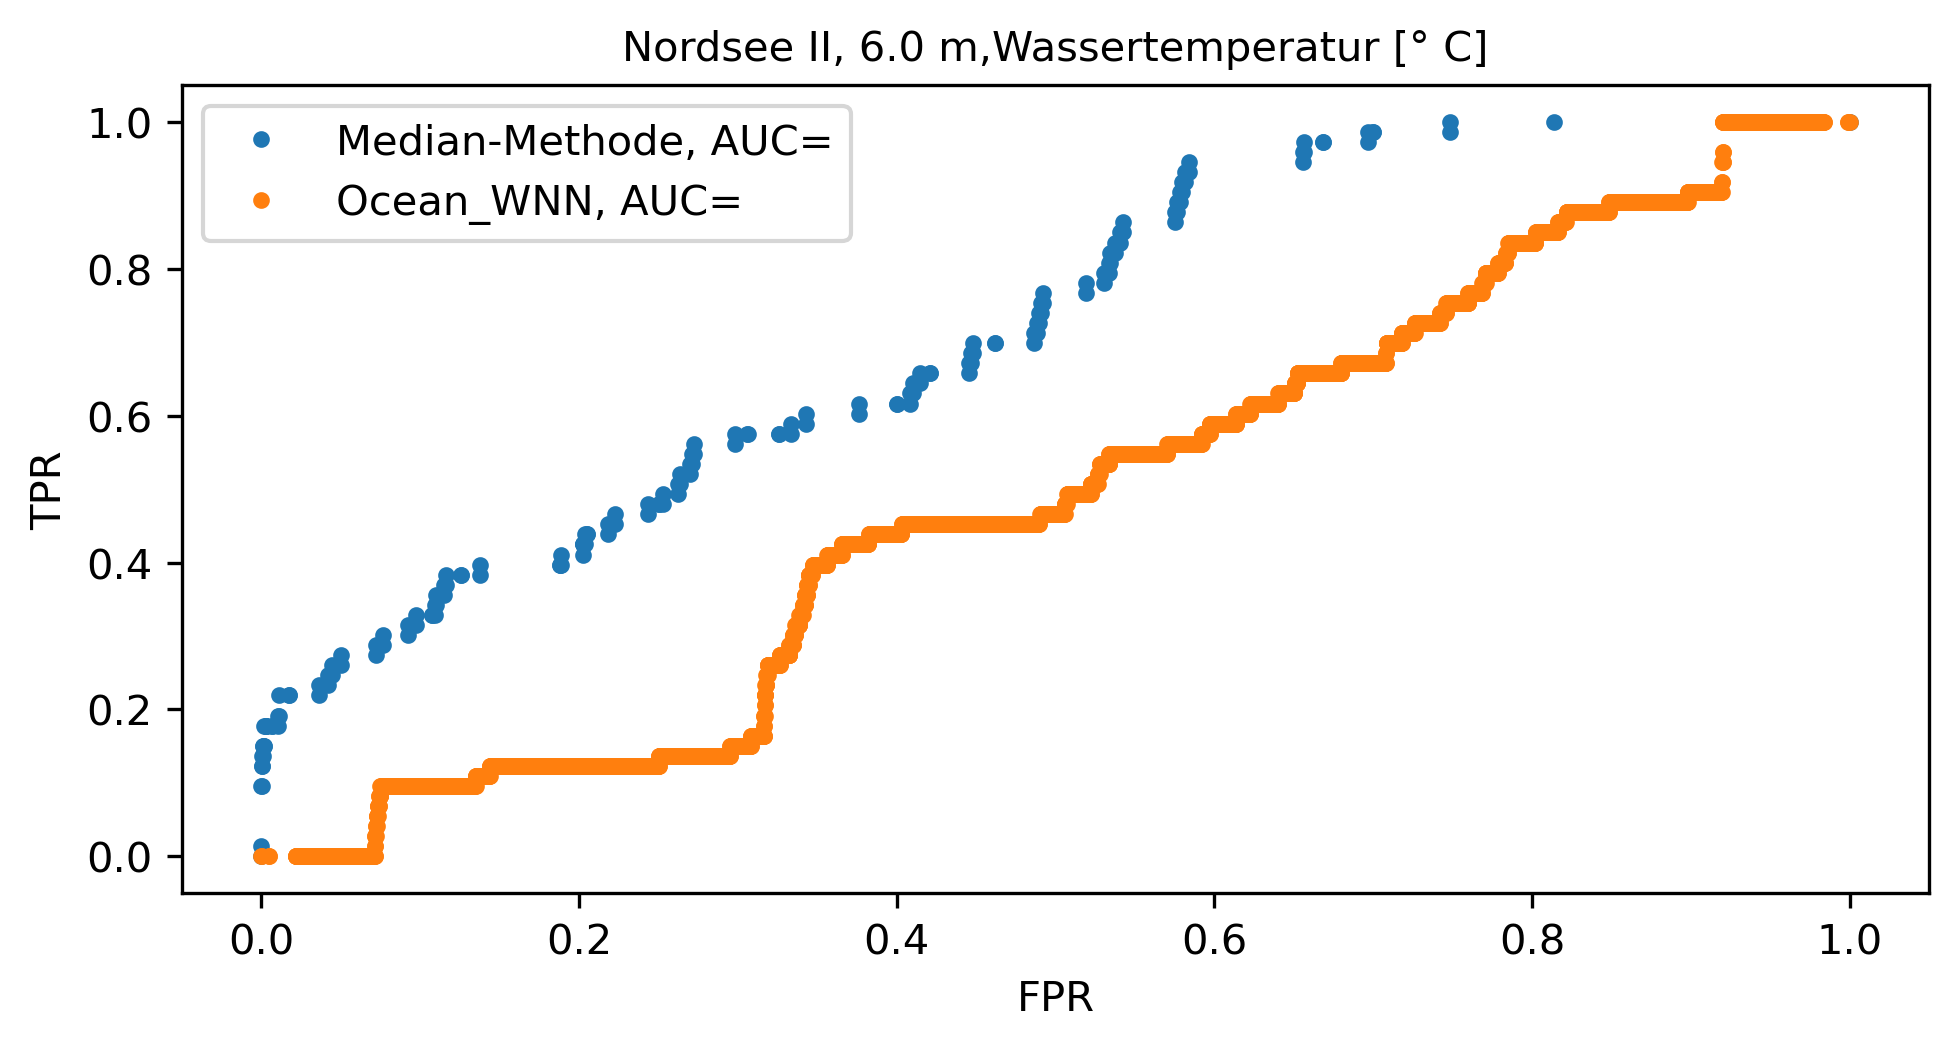 Nordsee II, 6.0 m,Wassertemperatur [° C]
Median-Methode, AUC=
Ocean_WNN, AUC=
1.0
0.8
0.6
0.4
0.2
0.0
TPR
0.0 0.2 0.4 0.6 0.8 1.0
FPR